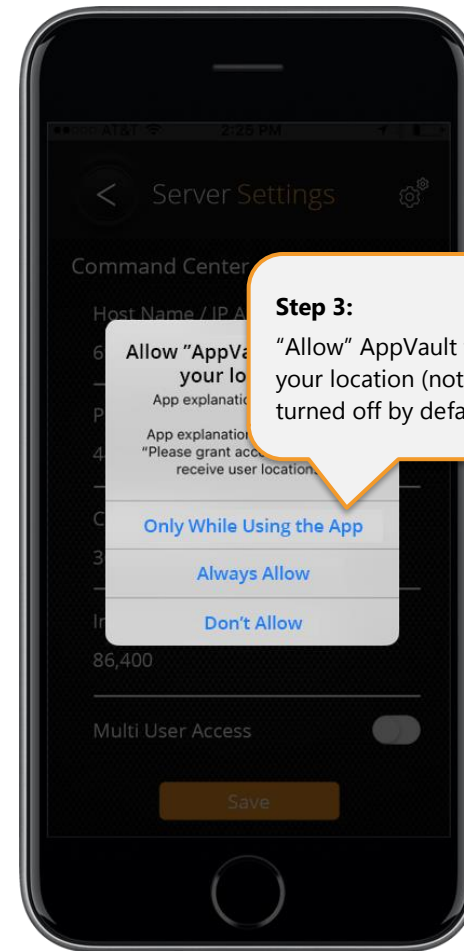 AT&T 2:25 PM
Server Settings
Command Center
Host Name / IP A
6
Step 3:
"Allow" AppVault
your location (not
turned off by defa
Allow "AppVa
your lo
App explanatio
App explanation
"Please grant acc
receive user location
P
4
Only While Using the App
C
3
Always Allow
In
Don't Allow
86,400
Multi User Access
Save